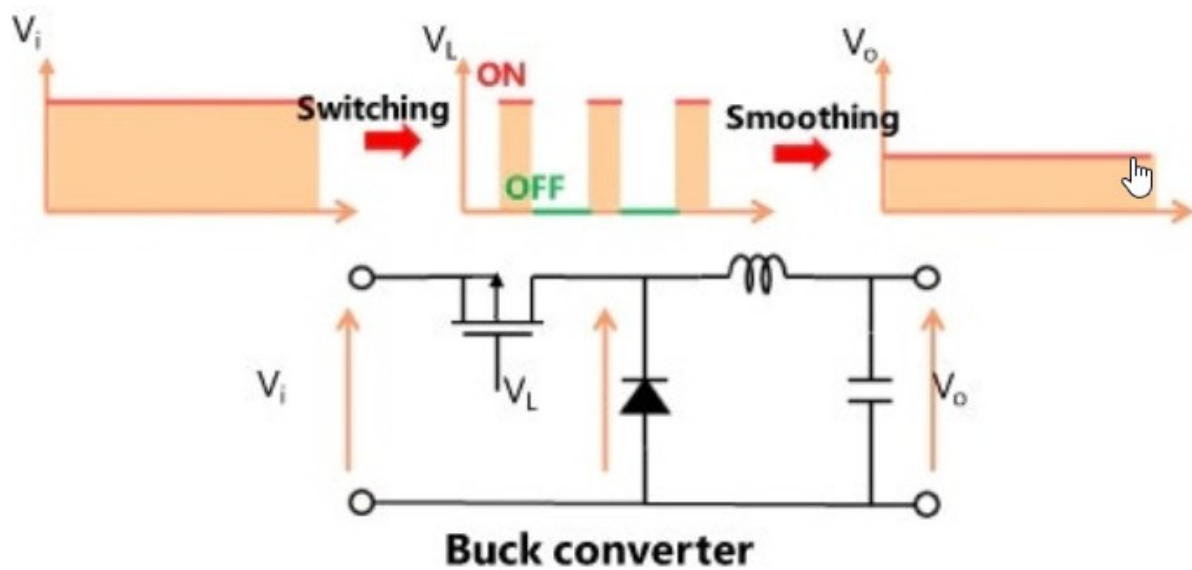 Vi
VL
Vo
ON
Switching
Smoothing
OFF
Vi
VL
Vo
Buck converter